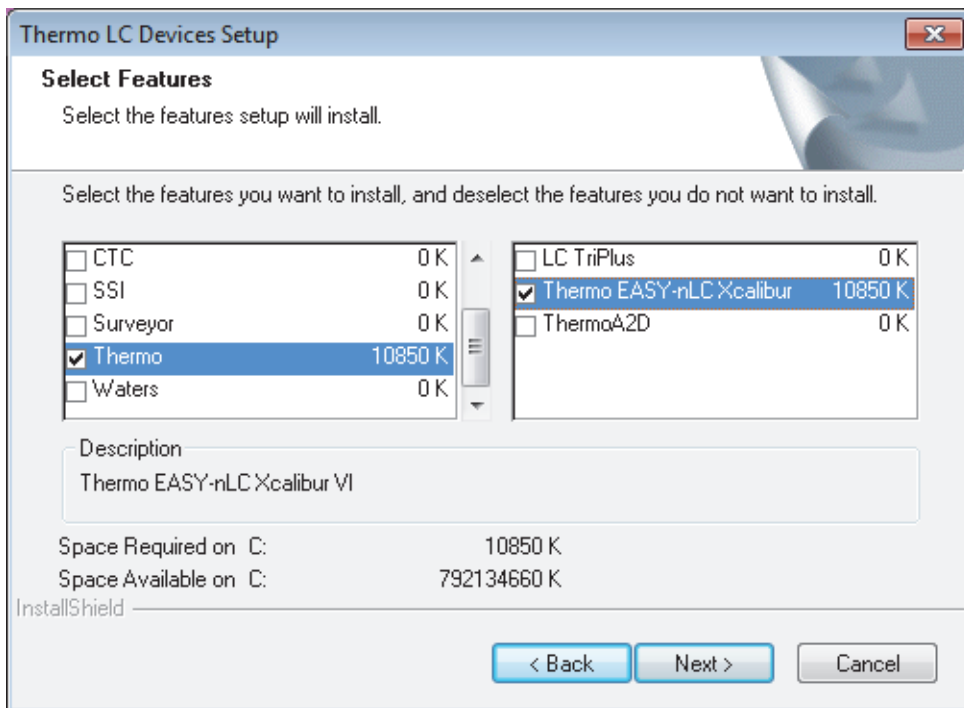 Thermo LC Devices Setup
Select Features
Select the features setup will install.
Select the features you want to install, and deselect the features you do not want to install.
CTC 0 K
SSI 0 K
Surveyor 0 K
Thermo 10850 K
Waters 0 K
LC TriPlus 0 K
Thermo EASY-nLC Xcalibur 10850 K
ThermoA2D 0 K
Description
Thermo EASY-nLC Xcalibur VI
Space Required on C: 10850 K
Space Available on C: 792134660 K
InstallShield
< Back Next > Cancel